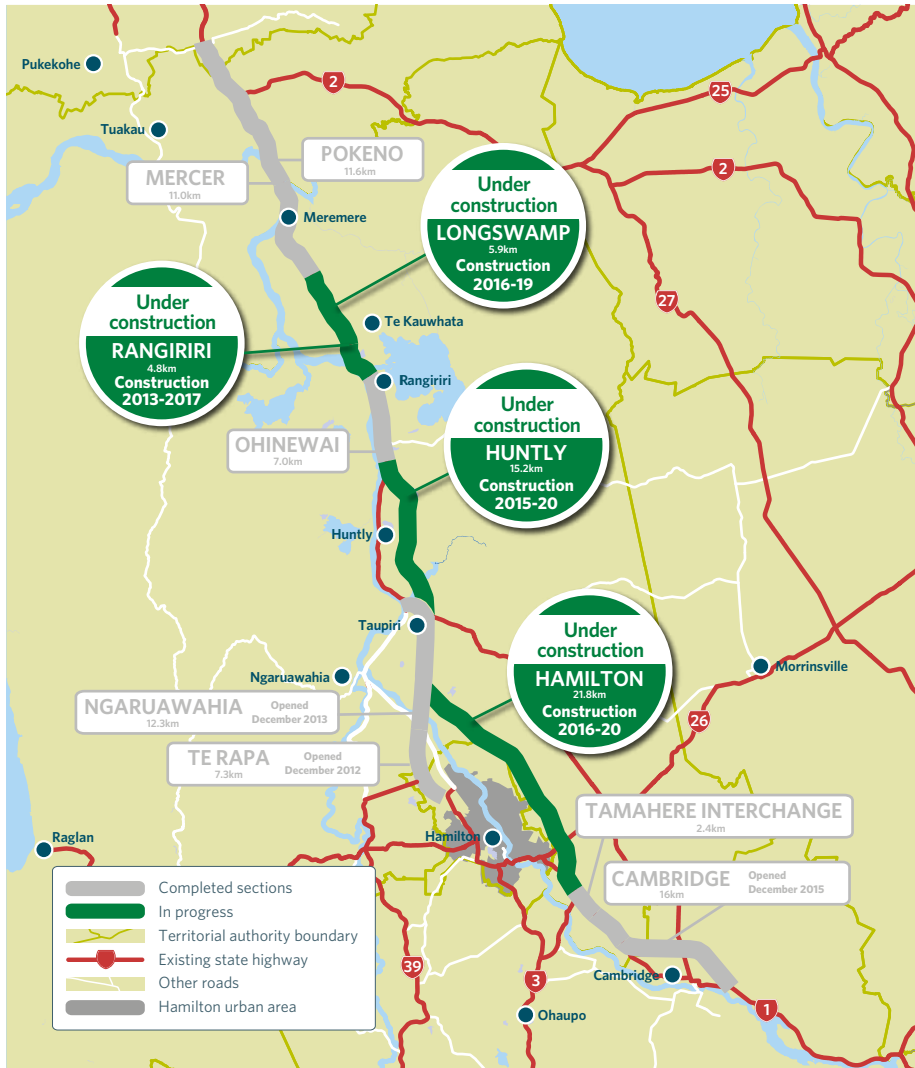 Pukekohe
2
25
Tuakau
POKENO
11.6km
MERCER
11.0km
2
Under
construction
LONGSWAMP
5.9km
Construction
2016-19
Meremere
27
Under
construction
RANGIRIRI
4.8km
Construction
2013-2017
Te Kauwhata
Rangiriri
Under
construction
HUNTLY
15.2km
Construction
2015-20
OHINEWAI
7.0km
Huntly
Taupiri
Under
construction
HAMILTON
21.8km
Construction
2016-20
Morrinsville
Ngaruawahia
NGARUAWAHIA
12.3km
Opened
December 2013
26
TE RAPA
7.3km
Opened
December 2012
TAMAHERE INTERCHANGE
2.4km
Raglan
Hamilton
CAMBRIDGE
16km
Opened
December 2015
Completed sections
In progress
Territorial authority boundary
Existing state highway
Other roads
Hamilton urban area
39
3
Cambridge
1
Ohaupo